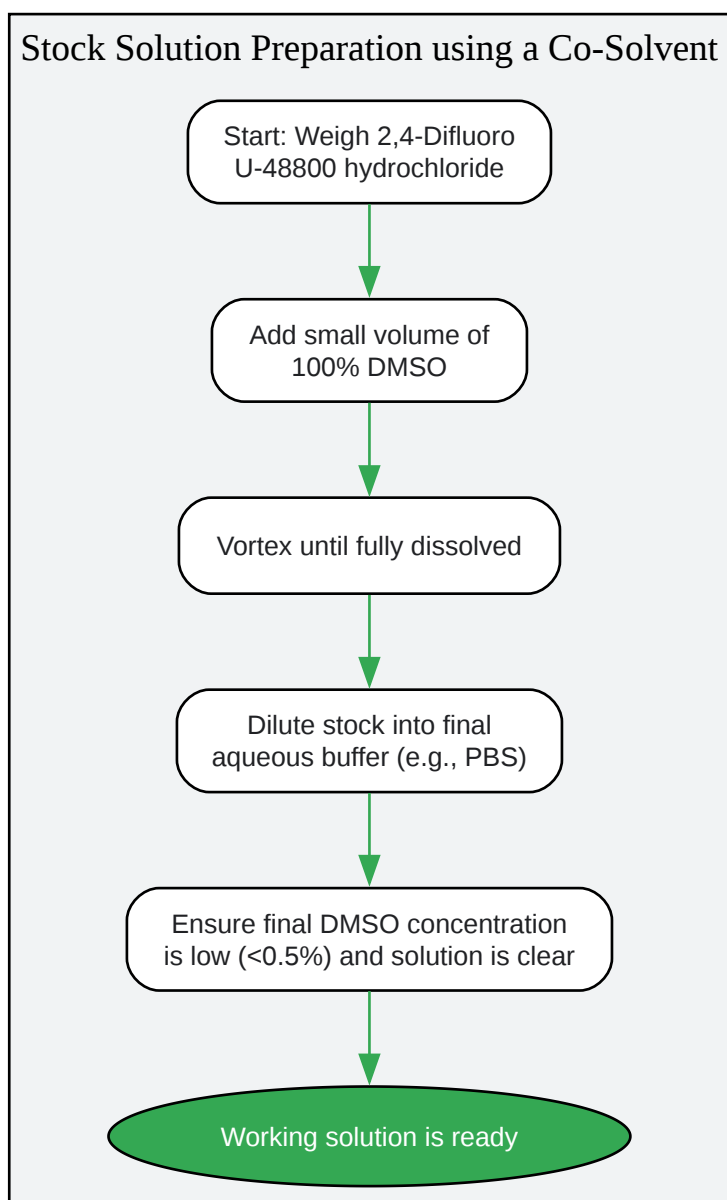 Stock Solution Preparation using a Co-Solvent
Start: Weigh 2,4-Difluoro
U-48800 hydrochloride
Add small volume of
100% DMSO
Vortex until fully dissolved
Dilute stock into final
aqueous buffer (e.g., PBS)
Ensure final DMSO concentration
is low (<0.5%) and solution is clear
Working solution is ready